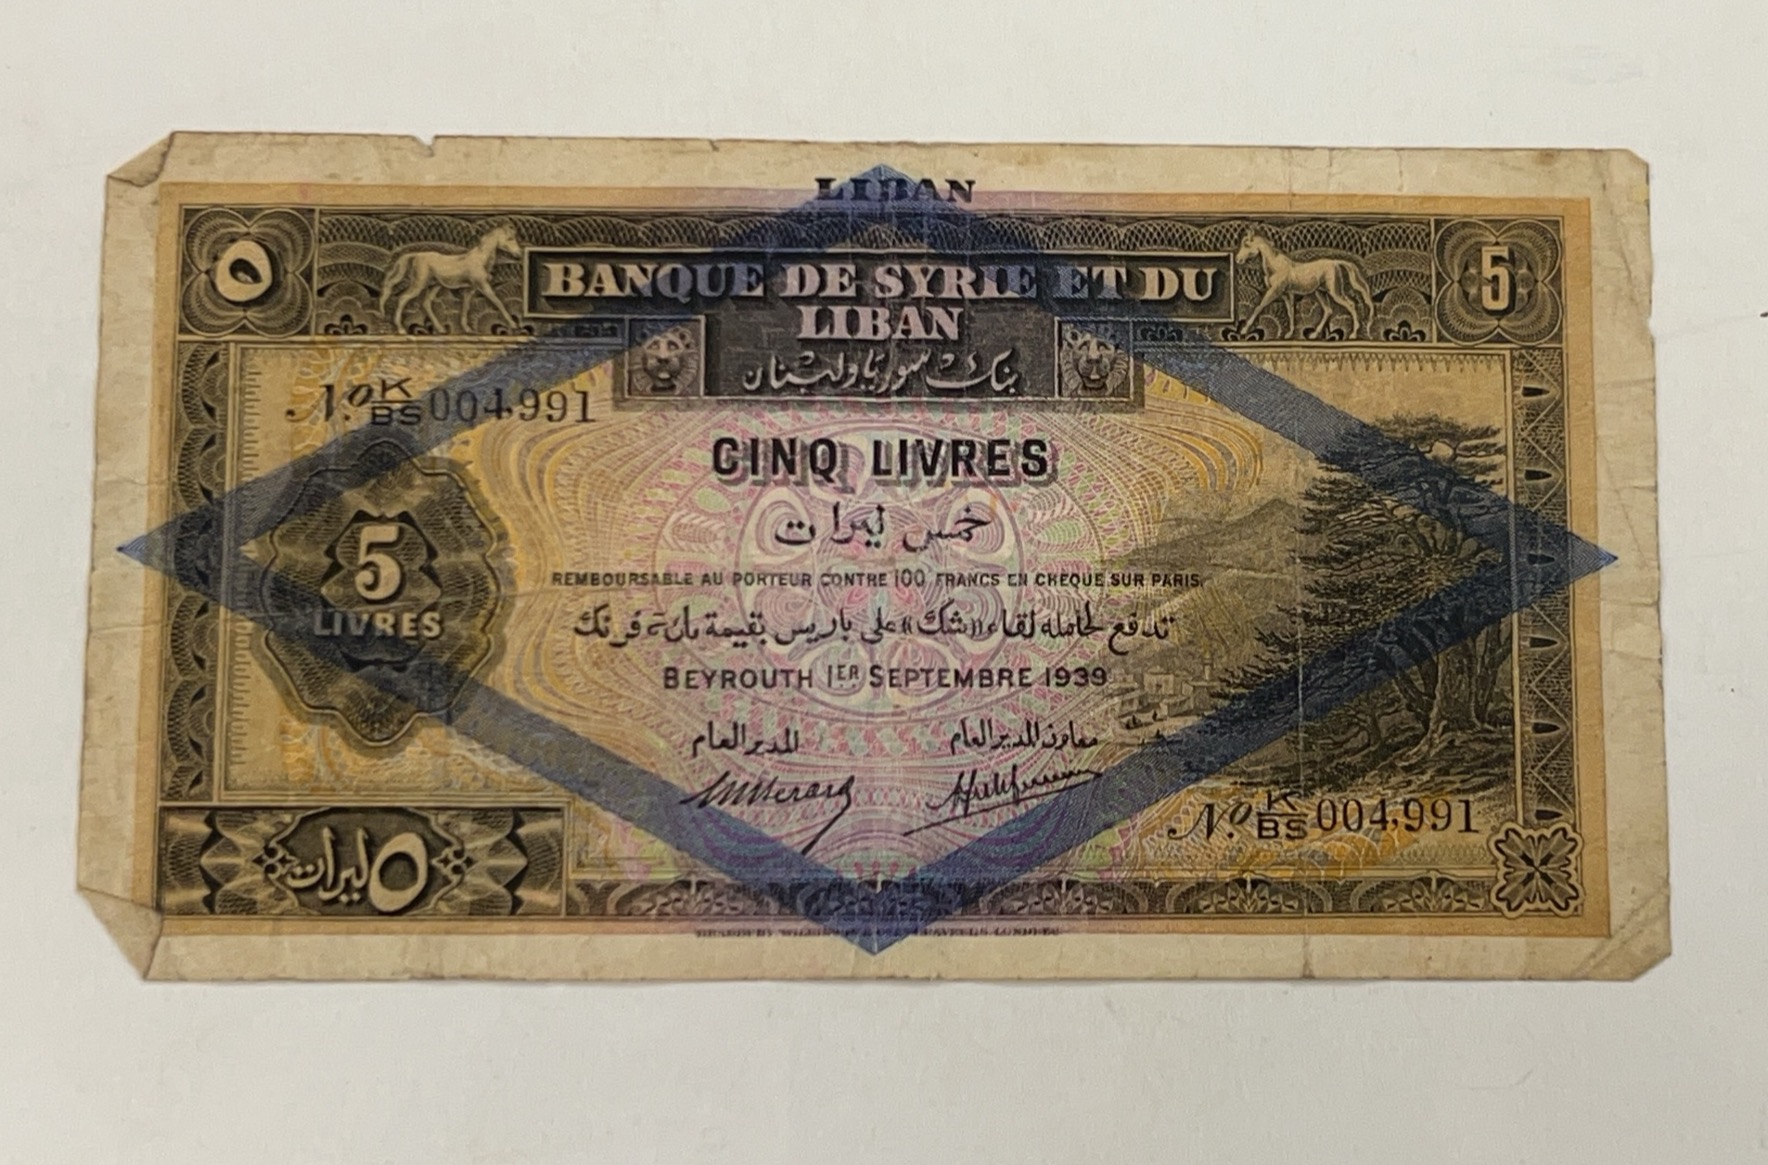 LIBAN
٥
BANQUE DE SYRIE ET DU
5
LIBAN
بنك سوريا ولبنان
No. K/BS 004,991
CINQ LIVRES
خمس ليرات
5
LIVRES
REMBOURSABLE AU PORTEUR CONTRE 100 FRANCS EN CHEQUE SUR PARIS.
تدفع لحامله لقاء «شك» على باريس بقيمة مائة فرنك
BEYROUTH 1ER SEPTEMBRE 1939
المدير العام
معاون المدير العام
No. K/BS 004,991
٥ ليرات